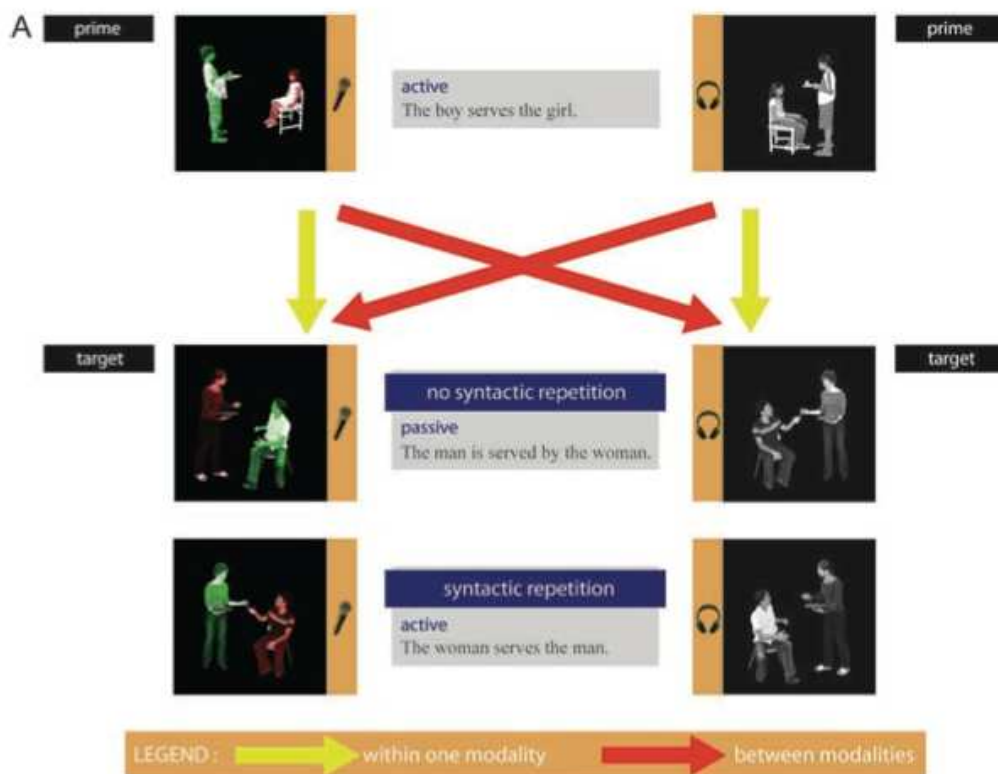 A
prime
prime
active
The boy serves the girl.
target
target
no syntactic repetition
passive
The man is served by the woman.
syntactic repetition
active
The woman serves the man.
LEGEND : within one modality between modalities